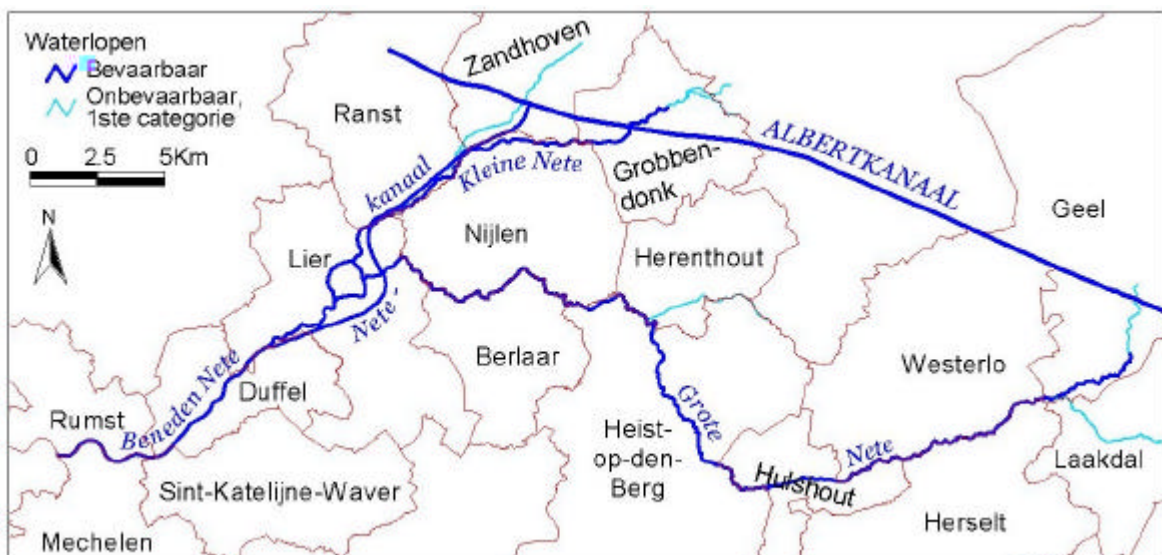 Waterlopen
Bevaarbaar
Onbevaarbaar,
1ste categorie
0 2.5 5Km
N
Zandhoven
Ranst
kanaal
Kleine Nete
Grobben-
donk
ALBERTKANAAL
Geel
Nijlen
Lier
Herenthout
Nete
Berlaar
Westerlo
Duffel
Beneden Nete
Rumst
Grote
Heist-
op-den-
Berg
Nete
Hulshout
Laakdal
Sint-Katelijne-Waver
Herselt
Mechelen